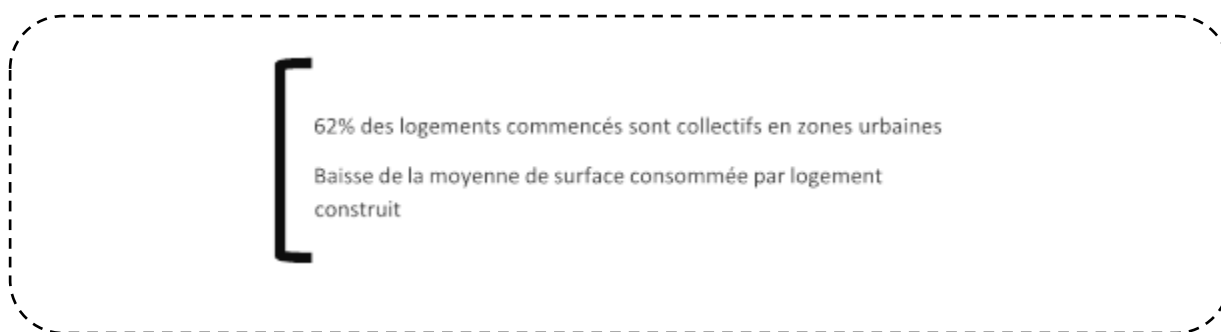 62% des logements commencés sont collectifs en zones urbaines
Baisse de la moyenne de surface consommée par logement
construit